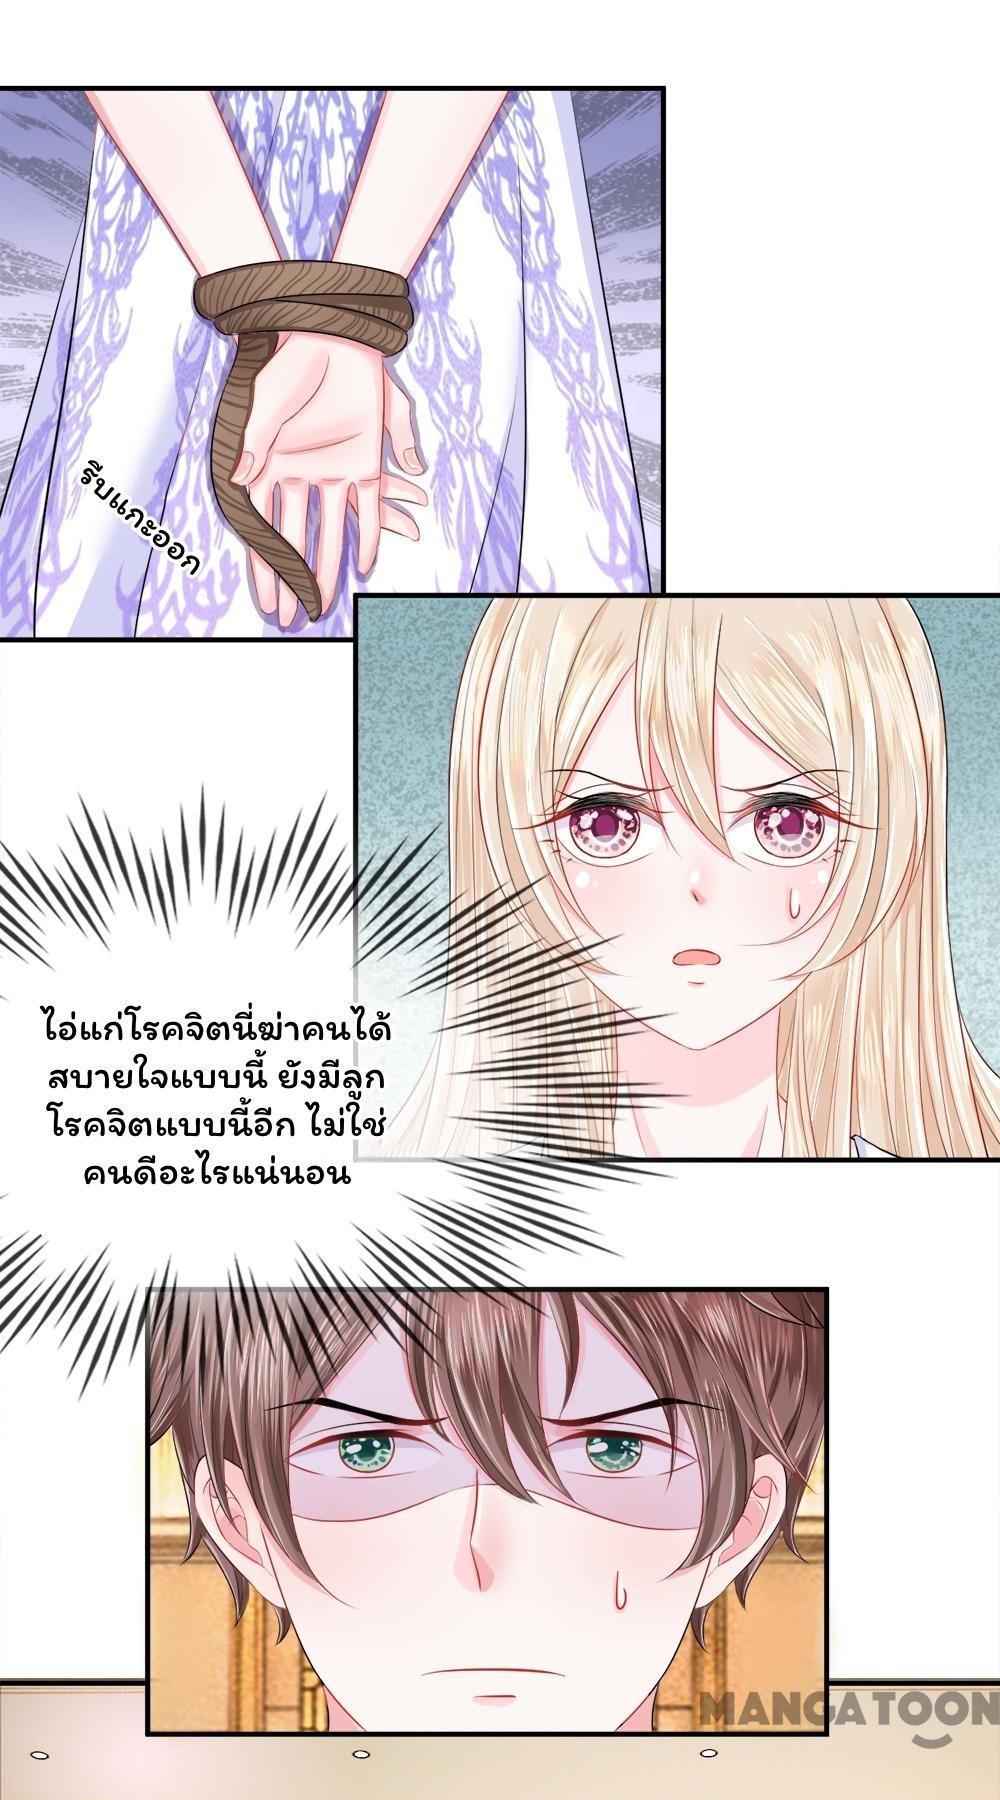 รีบแกะออก
ไอ่แก่โรคจิตนี่ฆ่าคนได้
สบายใจแบบนี้ ยังมีลูก
โรคจิตแบบนี้อีก ไม่ใช่
คนดีอะไรแน่นอน
MANGATOON